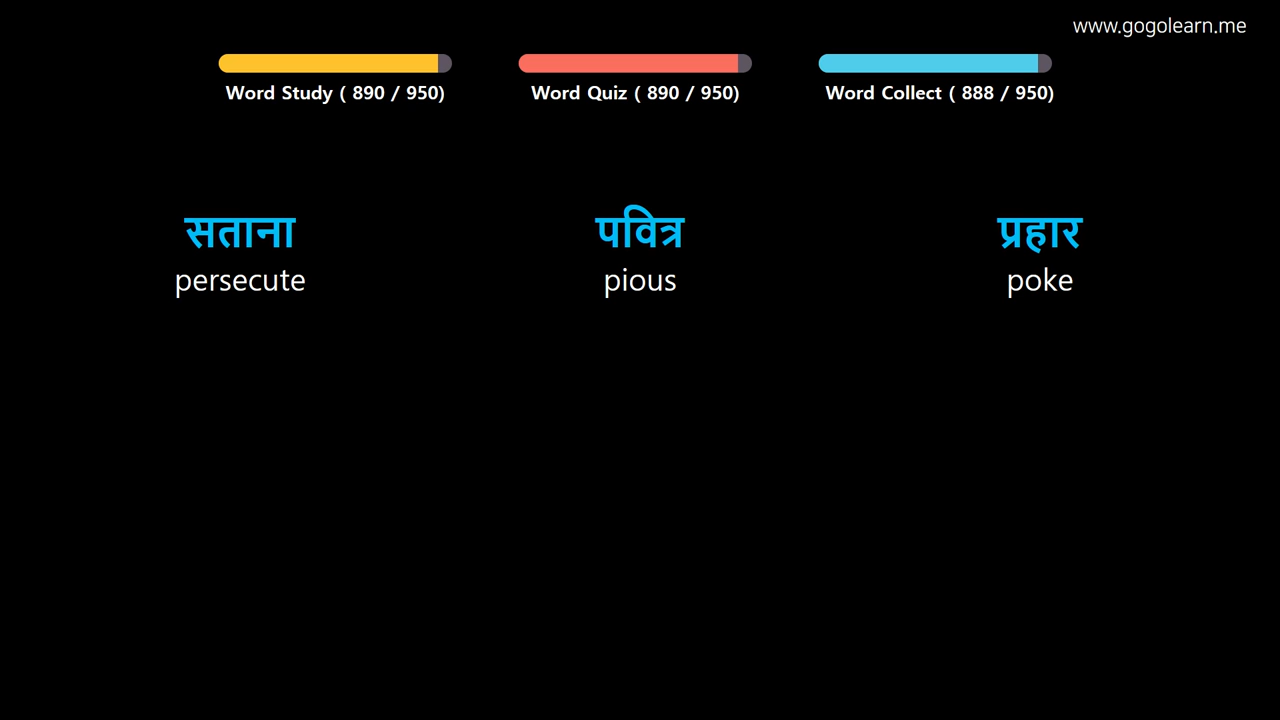 www.gogolearn.me
Word Study ( 890 / 950)
Word Quiz ( 890 / 950)
Word Collect ( 888 / 950)
सताना
persecute
पवित्र
pious
प्रहार
poke